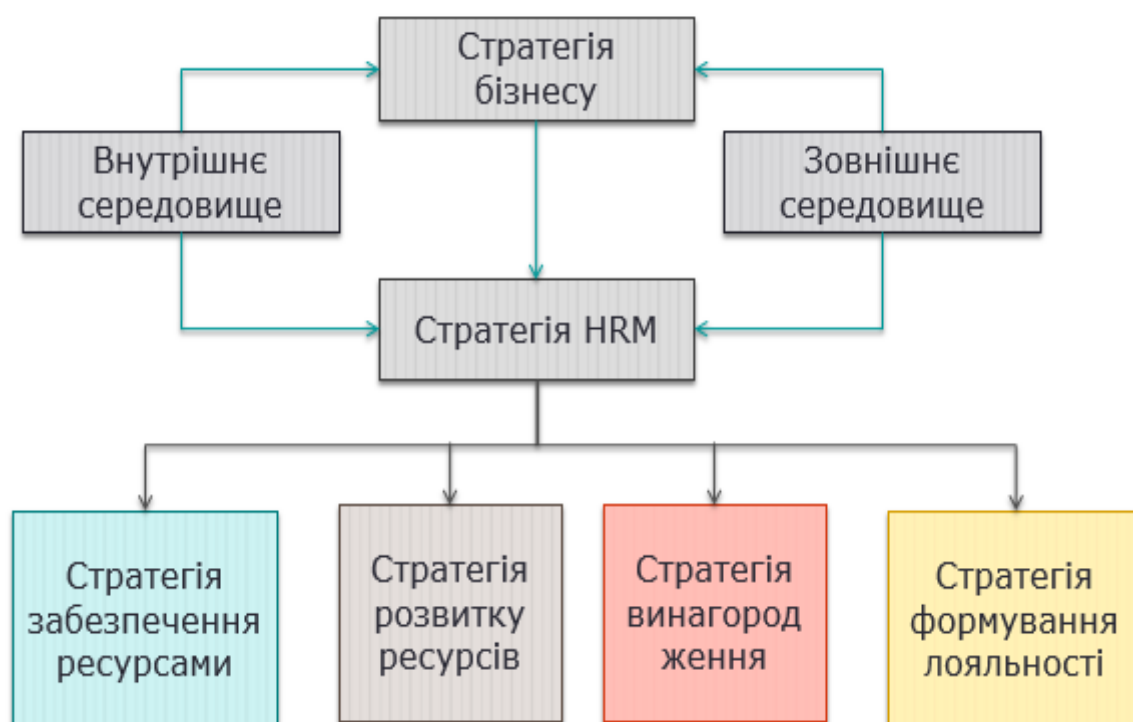 Стратегія
бізнесу
Внутрішнє
середовище
Зовнішнє
середовище
Стратегія HRM
Стратегія
забезпечення
ресурсами
Стратегія
розвитку
ресурсів
Стратегія
винагород
ження
Стратегія
формування
лояльності